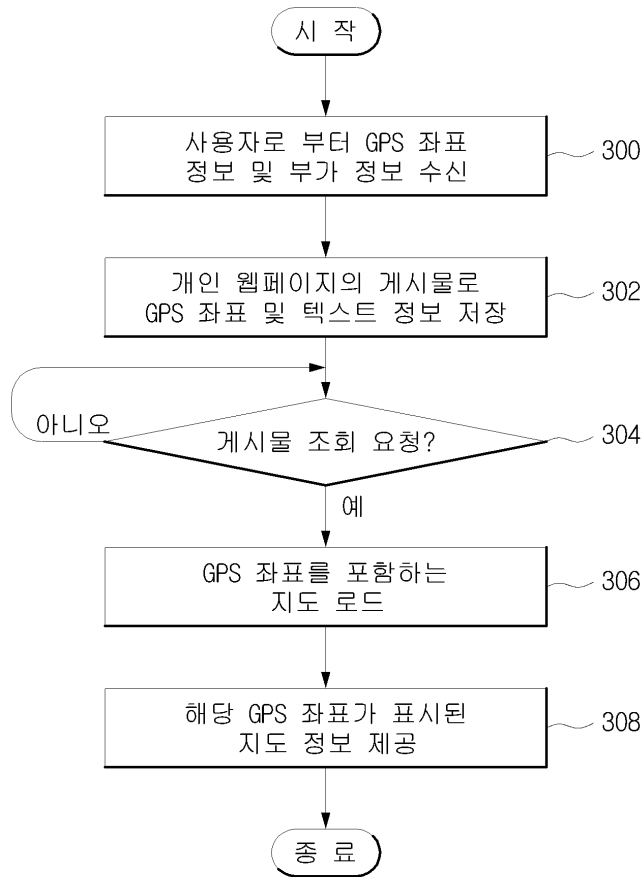 시 작
사용자로 부터 GPS 좌표
정보 및 부가 정보 수신
300
개인 웹페이지의 게시물로
GPS 좌표 및 텍스트 정보 저장
302
아니오
게시물 조회 요청?
304
예
GPS 좌표를 포함하는
지도 로드
306
해당 GPS 좌표가 표시된
지도 정보 제공
308
종 료